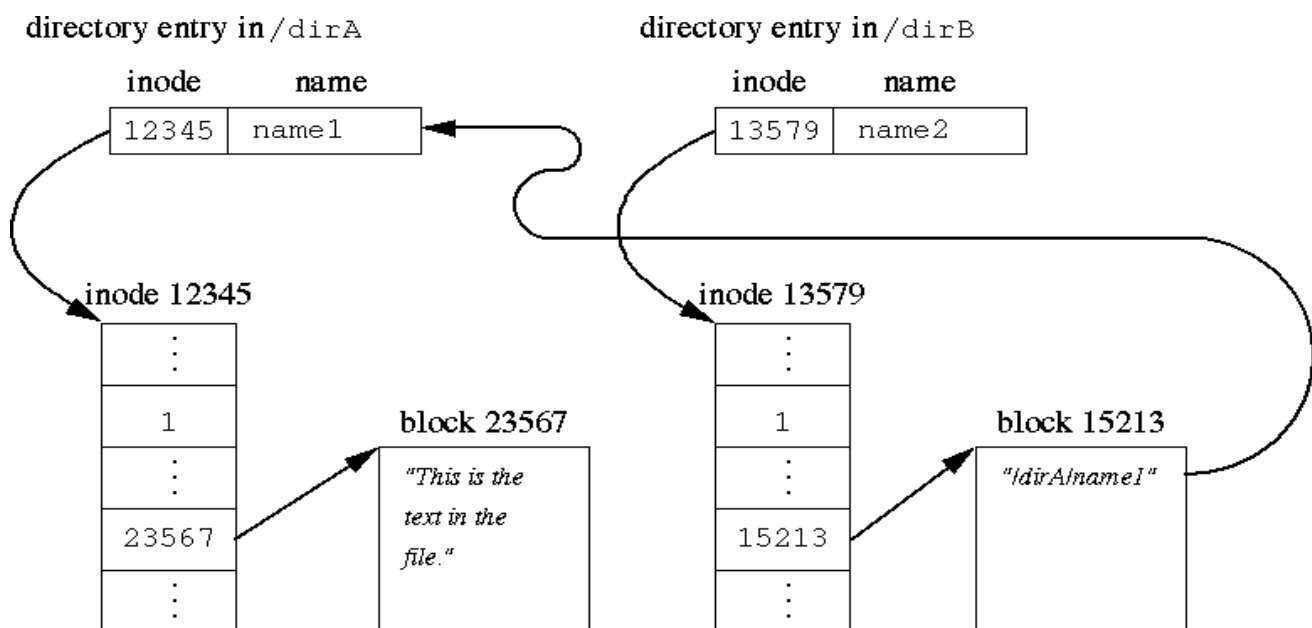 directory entry in /dirA
directory entry in /dirB
inode name
12345 name1
inode name
13579 name2
inode 12345
⋮
1
⋮
23567
⋮
block 23567
"This is the
text in the
file."
inode 13579
⋮
1
⋮
15213
⋮
block 15213
"/dirA/name1"